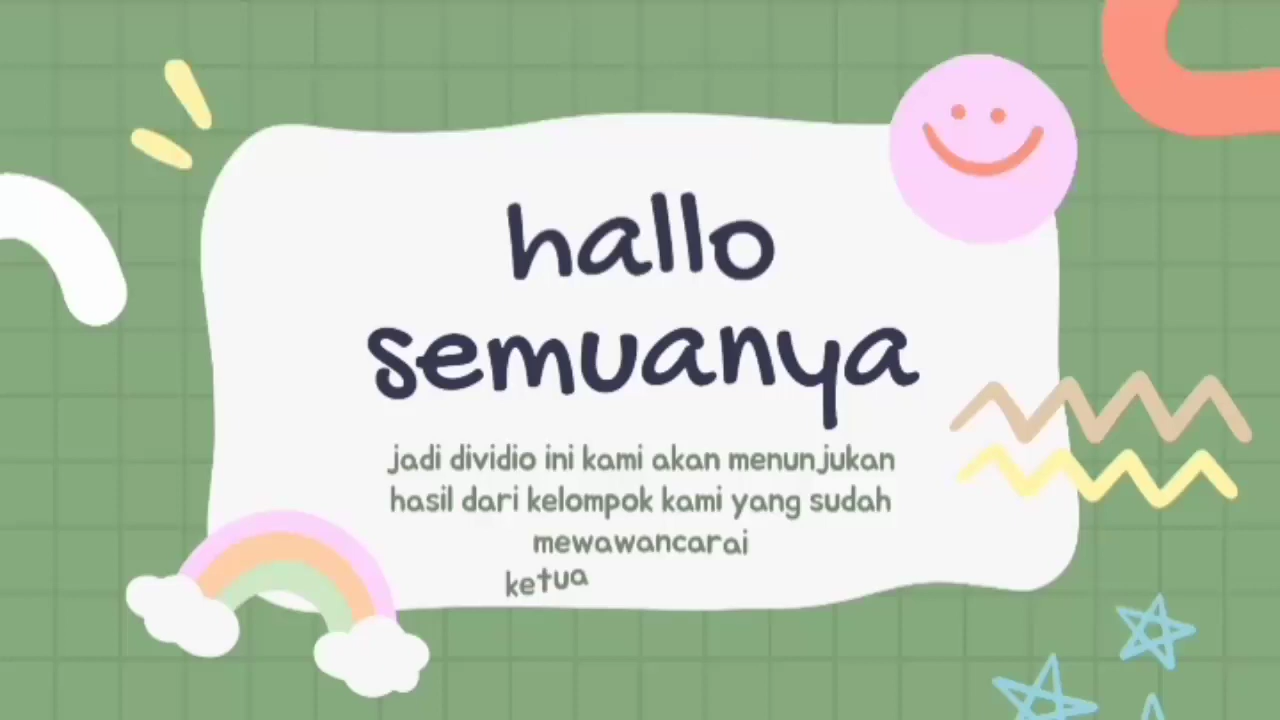 hallo
semuanya
jadi dividio ini kami akan menunjukan
hasil dari kelompok kami yang sudah
mewawancarai
ketua